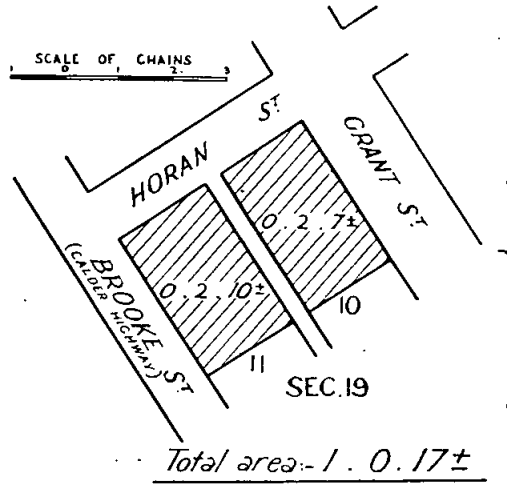 SCALE OF CHAINS
1 0 1 2 3
HORAN ST
GRANT ST
0.2.7±
0.2.10±
BROOKE ST
(CALDER HIGHWAY)
10
11
SEC.19
Total area:- 1.0.17±